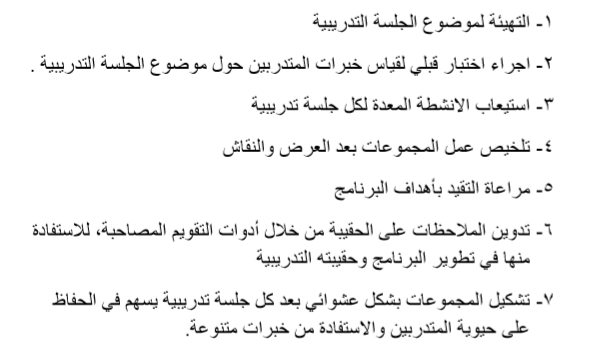 ١- التهيئة لموضوع الجلسة التدريبية
٢- اجراء اختبار قبلي لقياس خبرات المتدربين حول موضوع الجلسة التدريبية .
٣- استيعاب الانشطة المعدة لكل جلسة تدريبية
٤- تلخيص عمل المجموعات بعد العرض والنقاش
٥- مراعاة التقيد بأهداف البرنامج
٦- تدوين الملاحظات على الحقيبة من خلال أدوات التقويم المصاحبة، للاستفادة
منها في تطوير البرنامج وحقيبته التدريبية
٧- تشكيل المجموعات بشكل عشوائي بعد كل جلسة تدريبية يسهم في الحفاظ
على حيوية المتدربين والاستفادة من خبرات متنوعة.